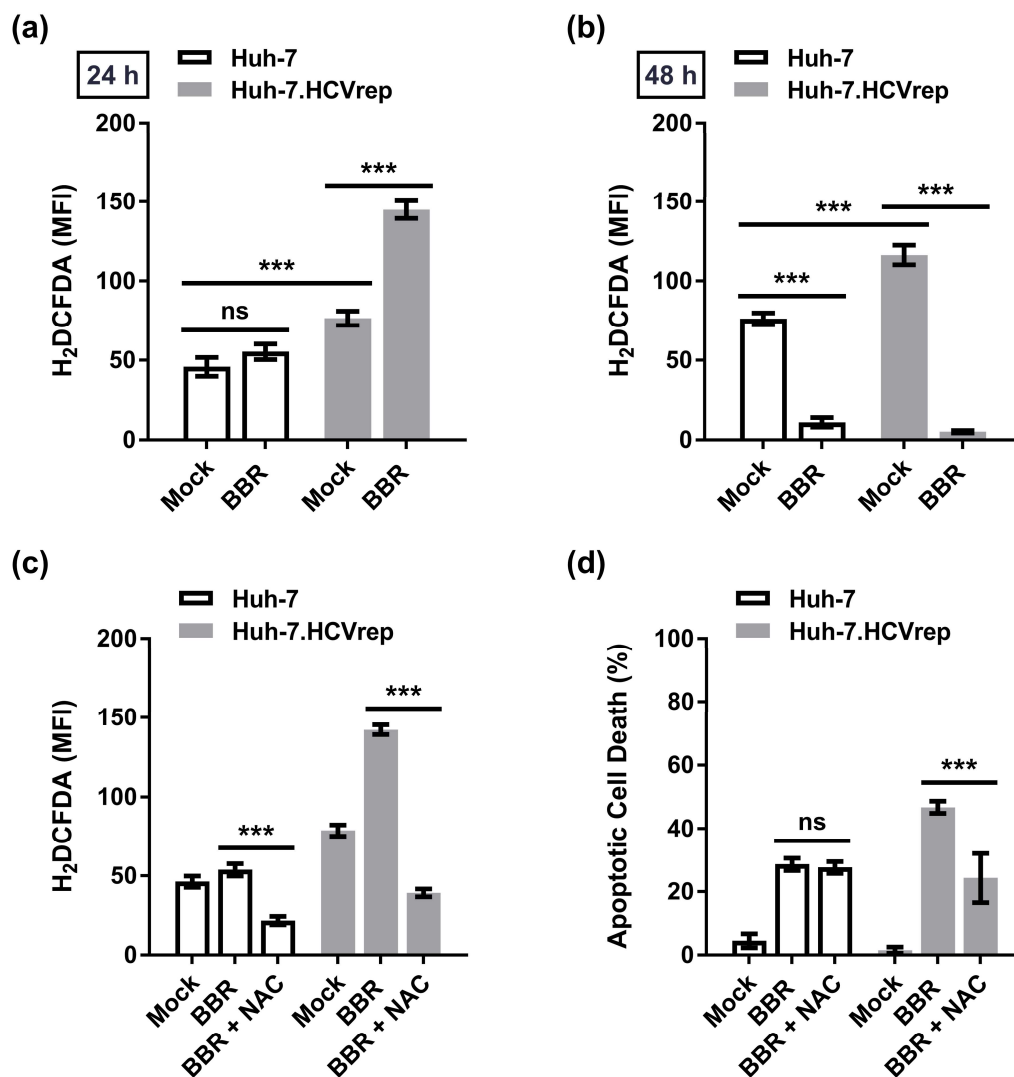 (a)
24 h
Huh-7
Huh-7.HCVrep
H₂DCFDA (MFI)
200
150
100
50
0
ns
***
***
Mock
BBR
Mock
BBR
(b)
48 h
Huh-7
Huh-7.HCVrep
H₂DCFDA (MFI)
200
150
100
50
0
***
***
***
Mock
BBR
Mock
BBR
(c)
Huh-7
Huh-7.HCVrep
H₂DCFDA (MFI)
200
150
100
50
0
***
***
Mock
BBR
BBR + NAC
Mock
BBR
BBR + NAC
(d)
Huh-7
Huh-7.HCVrep
Apoptotic Cell Death (%)
100
80
60
40
20
0
ns
***
Mock
BBR
BBR + NAC
Mock
BBR
BBR + NAC